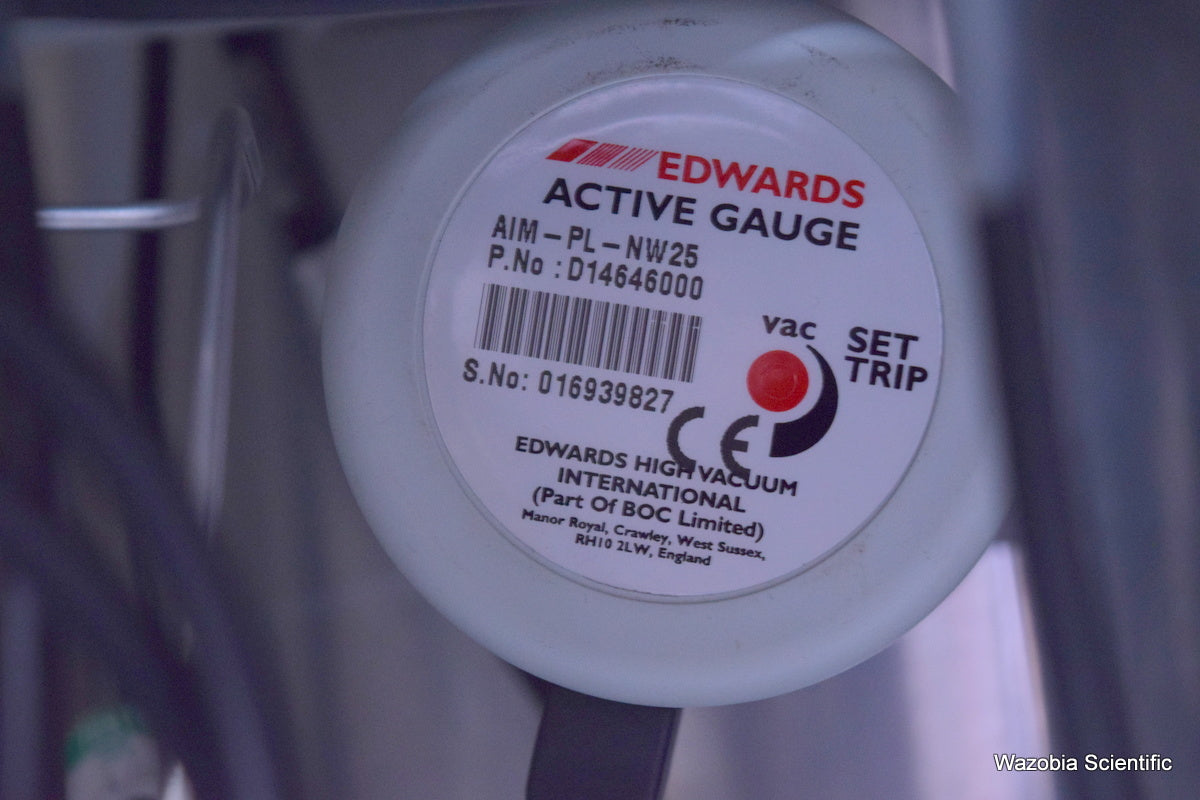 EDWARDS
ACTIVE GAUGE
AIM-PL-NW25
P.No : D14646000
S.No: 016939827
vac
SET
TRIP
CE
EDWARDS HIGH VACUUM
INTERNATIONAL
(Part Of BOC Limited)
Manor Royal, Crawley, West Sussex,
RH10 2LW, England
Wazobia Scientific